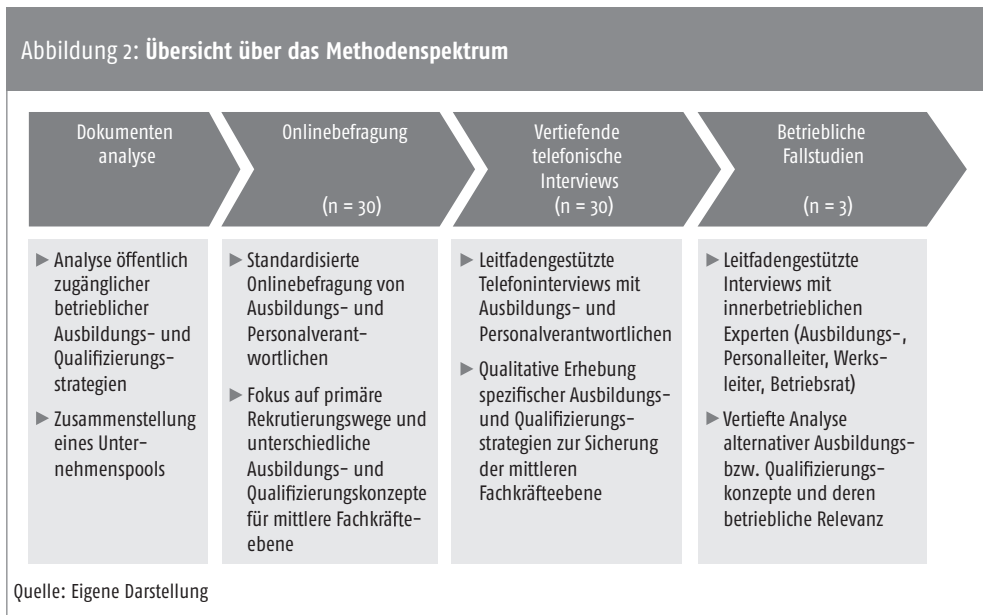 Abbildung 2: Übersicht über das Methodenspektrum
Dokumenten
analyse
Onlinebefragung
(n = 30)
Vertiefende
telefonische
Interviews
(n = 30)
Betriebliche
Fallstudien
(n = 3)
▶ Analyse öffentlich
zugänglicher
betrieblicher
Ausbildungs- und
Qualifizierungs-
strategien
▶ Zusammenstellung
eines Unter-
nehmenspools
▶ Standardisierte
Onlinebefragung von
Ausbildungs- und
Personalverant-
wortlichen
▶ Fokus auf primäre
Rekrutierungswege und
unterschiedliche
Ausbildungs- und
Qualifizierungskonzepte
für mittlere Fachkräfte-
ebene
▶ Leitfadengestützte
Telefoninterviews mit
Ausbildungs- und
Personalverantwortlichen
▶ Qualitative Erhebung
spezifischer Ausbildungs-
und Qualifizierungs-
strategien zur Sicherung
der mittleren
Fachkräfteebene
▶ Leitfadengestützte
Interviews mit
innerbetrieblichen
Experten (Ausbildungs-,
Personalleiter, Werks-
leiter, Betriebsrat)
▶ Vertiefte Analyse
alternativer Ausbildungs-
bzw. Qualifizierungs-
konzepte und deren
betriebliche Relevanz
Quelle: Eigene Darstellung